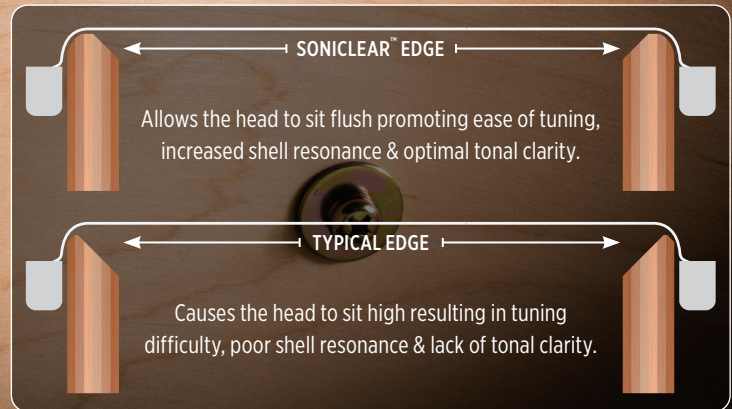 SONICLEAR™ EDGE
Allows the head to sit flush promoting ease of tuning,
increased shell resonance & optimal tonal clarity.
TYPICAL EDGE
Causes the head to sit high resulting in tuning
difficulty, poor shell resonance & lack of tonal clarity.